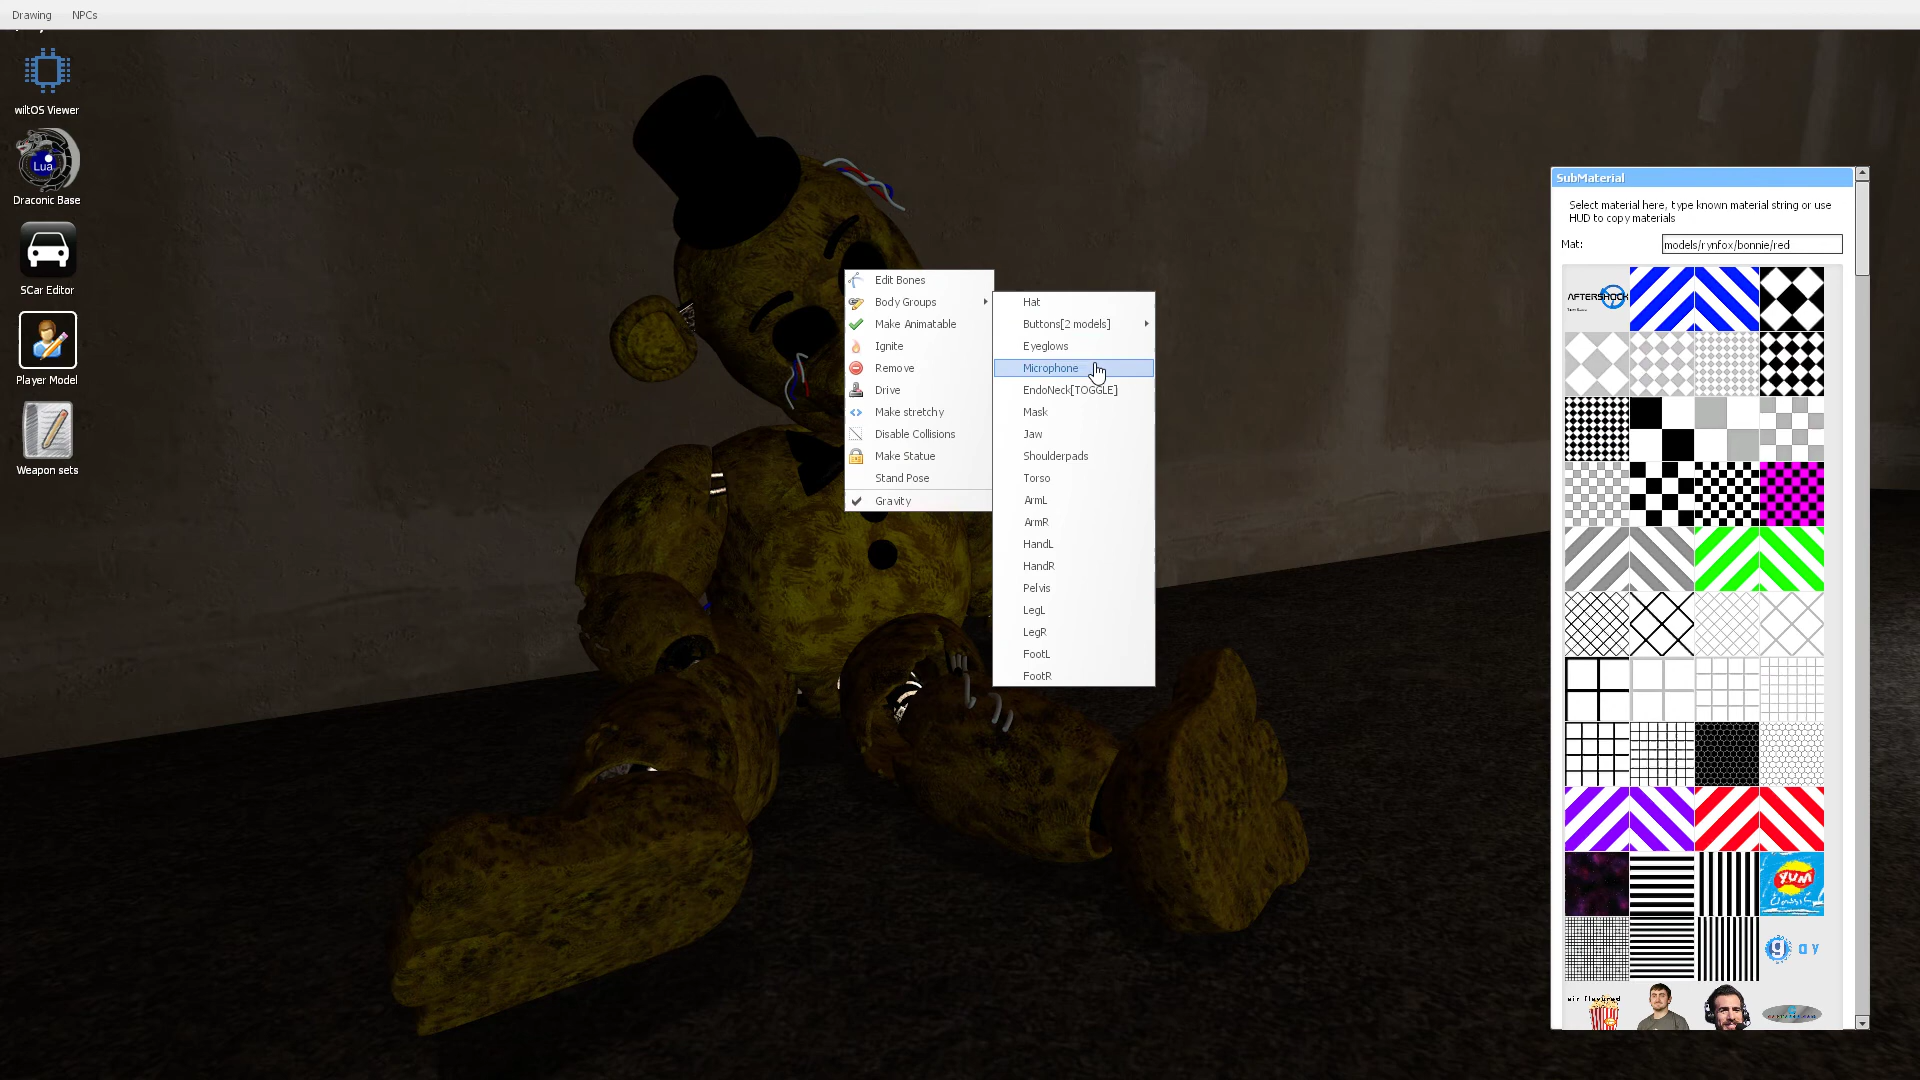 Drawing NPCs
wiltOS Viewer
Lua
Draconic Base
SCar Editor
Player Model
Weapon sets
Edit Bones
Body Groups
Make Animatable
Ignite
Remove
Drive
Make stretchy
Disable Collisions
Make Statue
Stand Pose
Gravity
Hat
Buttons[2 models]
Eyeglows
Microphone
EndoNeck[TOGGLE]
Mask
Jaw
Shoulderpads
Torso
ArmL
ArmR
HandL
HandR
Pelvis
LegL
LegR
FootL
FootR
SubMaterial
Select material here, type known material string or use
HUD to copy materials
Mat: models/rynfox/bonnie/red
AFTERSHOCK
YUM
Classic
g a y
air flavored